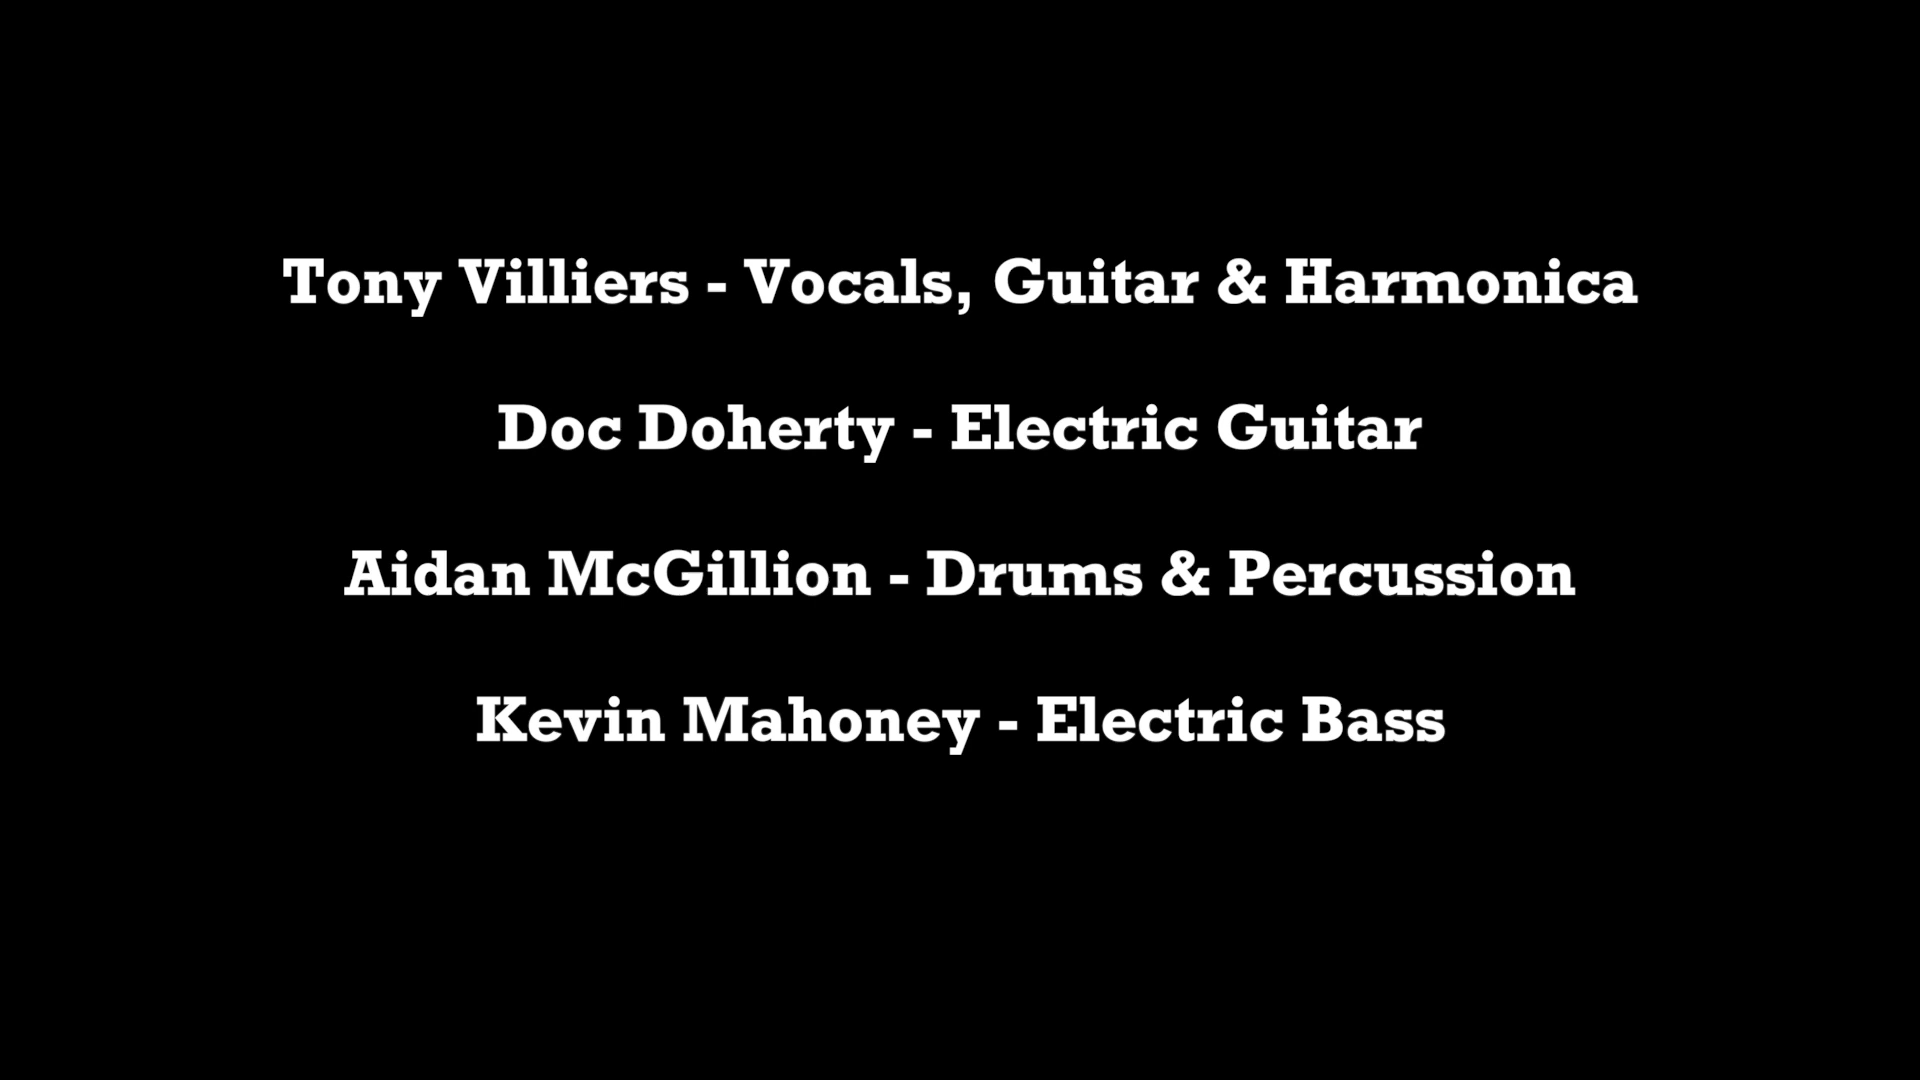 Tony Villiers - Vocals, Guitar & Harmonica
Doc Doherty - Electric Guitar
Aidan McGillion - Drums & Percussion
Kevin Mahoney - Electric Bass